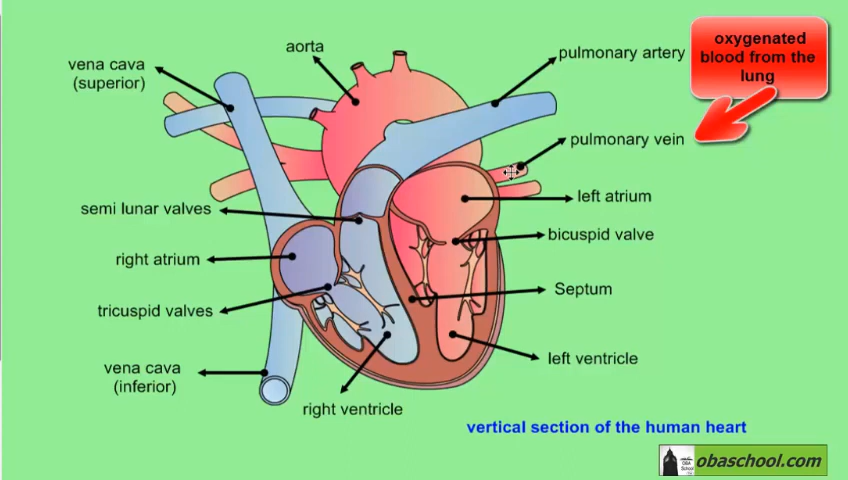 oxygenated
blood from the
lung
aorta
pulmonary artery
vena cava
(superior)
pulmonary vein
left atrium
semi lunar valves
bicuspid valve
right atrium
Septum
tricuspid valves
left ventricle
vena cava
(inferior)
right ventricle
vertical section of the human heart
obaschool.com